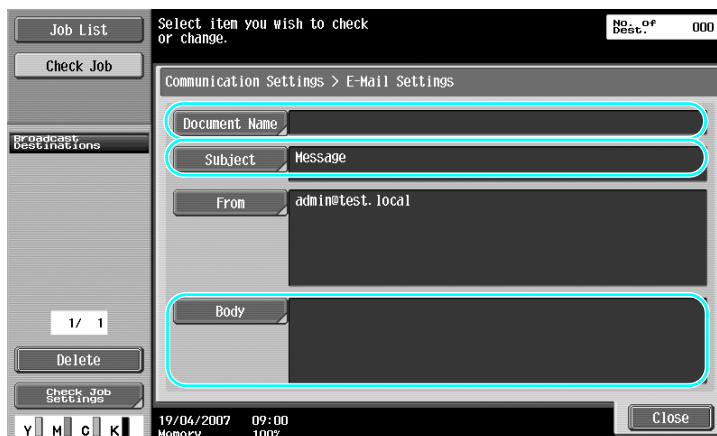 Job List
Check Job
Select item you wish to check
or change.
No. of
Dest.
000
Communication Settings > E-Mail Settings
Broadcast
Destinations
Document Name
Subject
Message
From
admin@test.local
Body
1/ 1
Delete
Check Job
Settings
Y M C K
19/04/2007 09:00
Memory 100%
Close